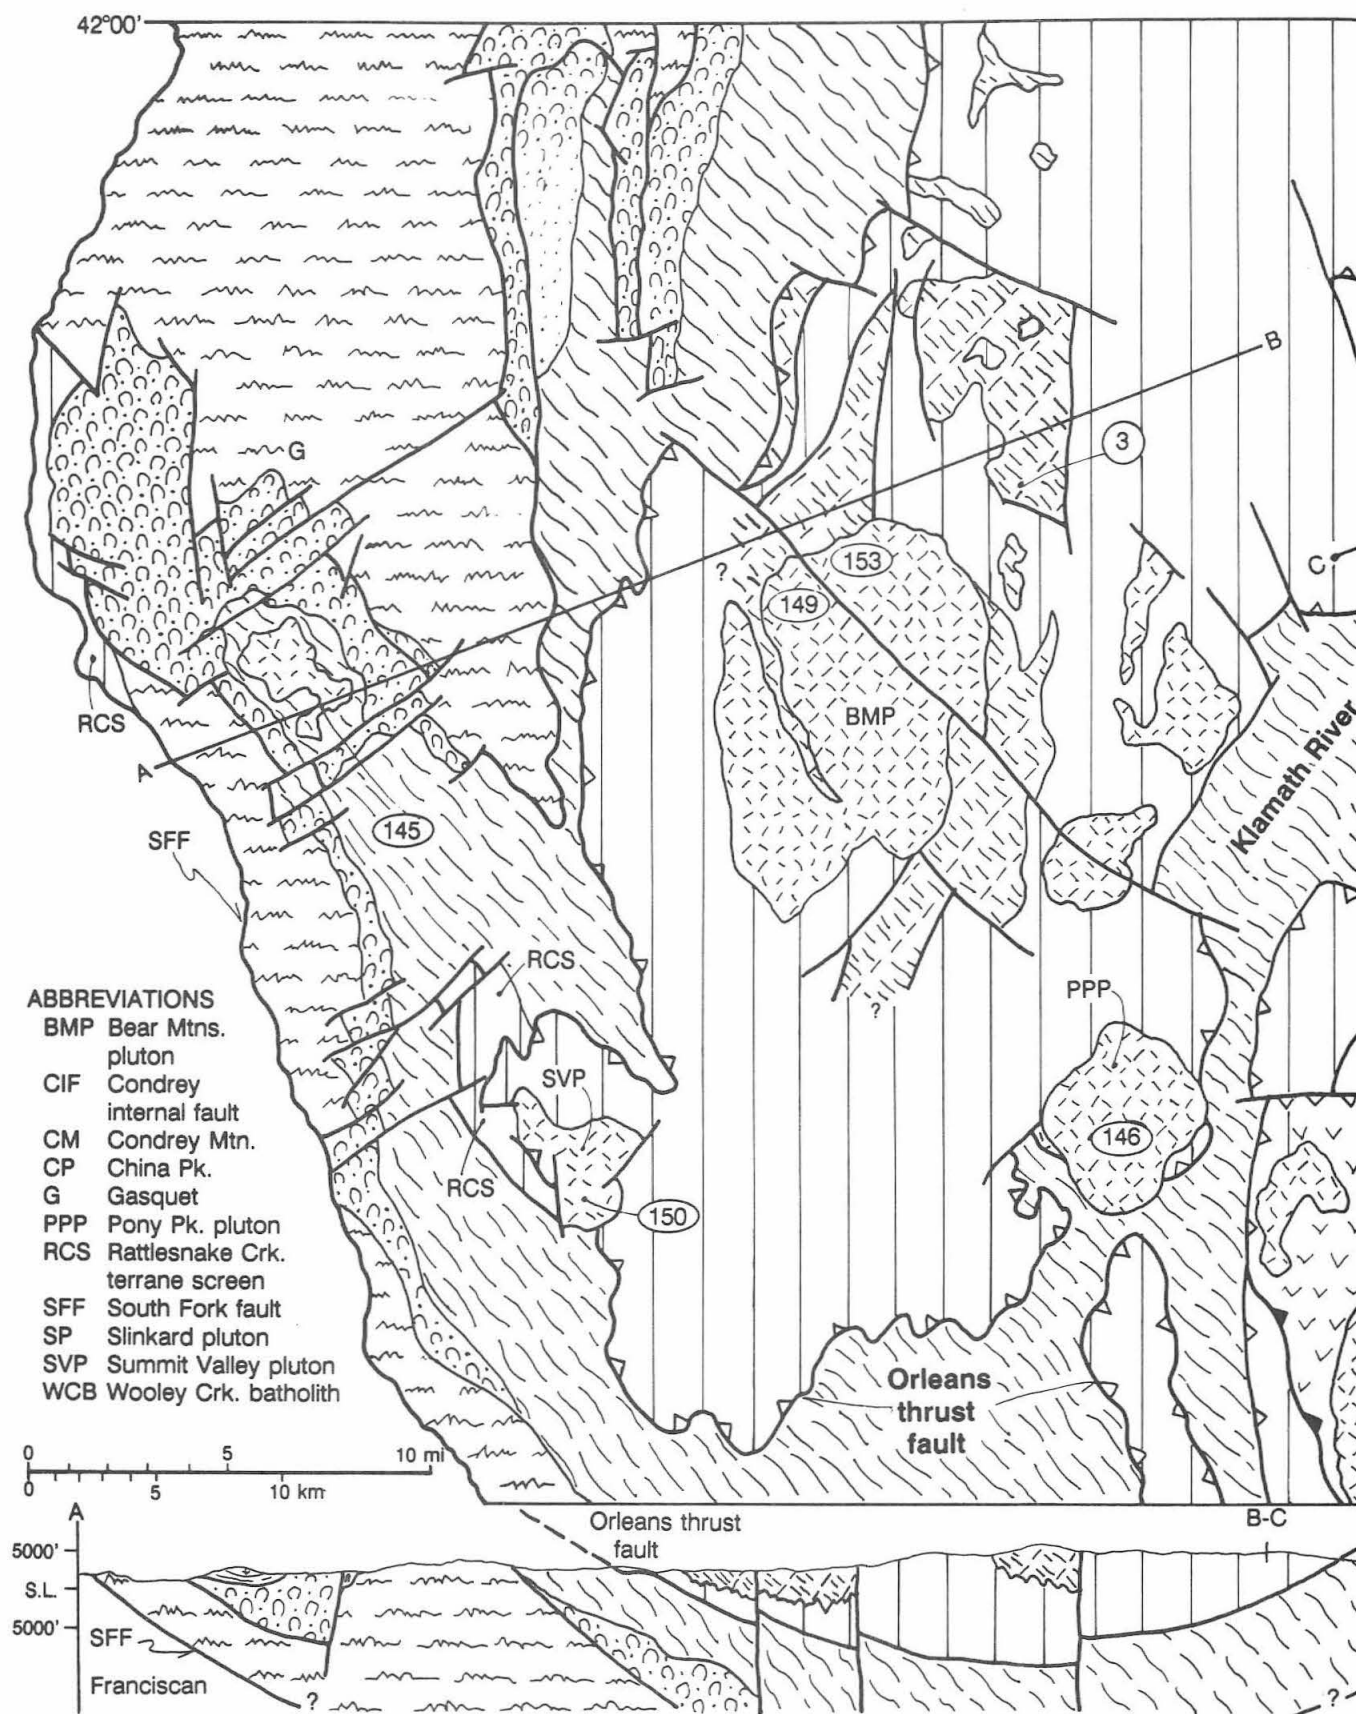 42°00'
B
3
G
153
C
?
149
RCS
BMP
A
Klamath River
SFF
145
RCS
PPP
?
ABBREVIATIONS
BMP Bear Mtns.
pluton
CIF Condrey
internal fault
CM Condrey Mtn.
CP China Pk.
G Gasquet
PPP Pony Pk. pluton
RCS Rattlesnake Crk.
terrane screen
SFF South Fork fault
SP Slinkard pluton
SVP Summit Valley pluton
WCB Wooley Crk. batholith
SVP
146
RCS
150
Orleans
thrust
fault
0 5 10 mi
0 5 10 km
A
Orleans thrust
fault
B-C
5000'
S.L.
5000'
SFF
Franciscan
?
?